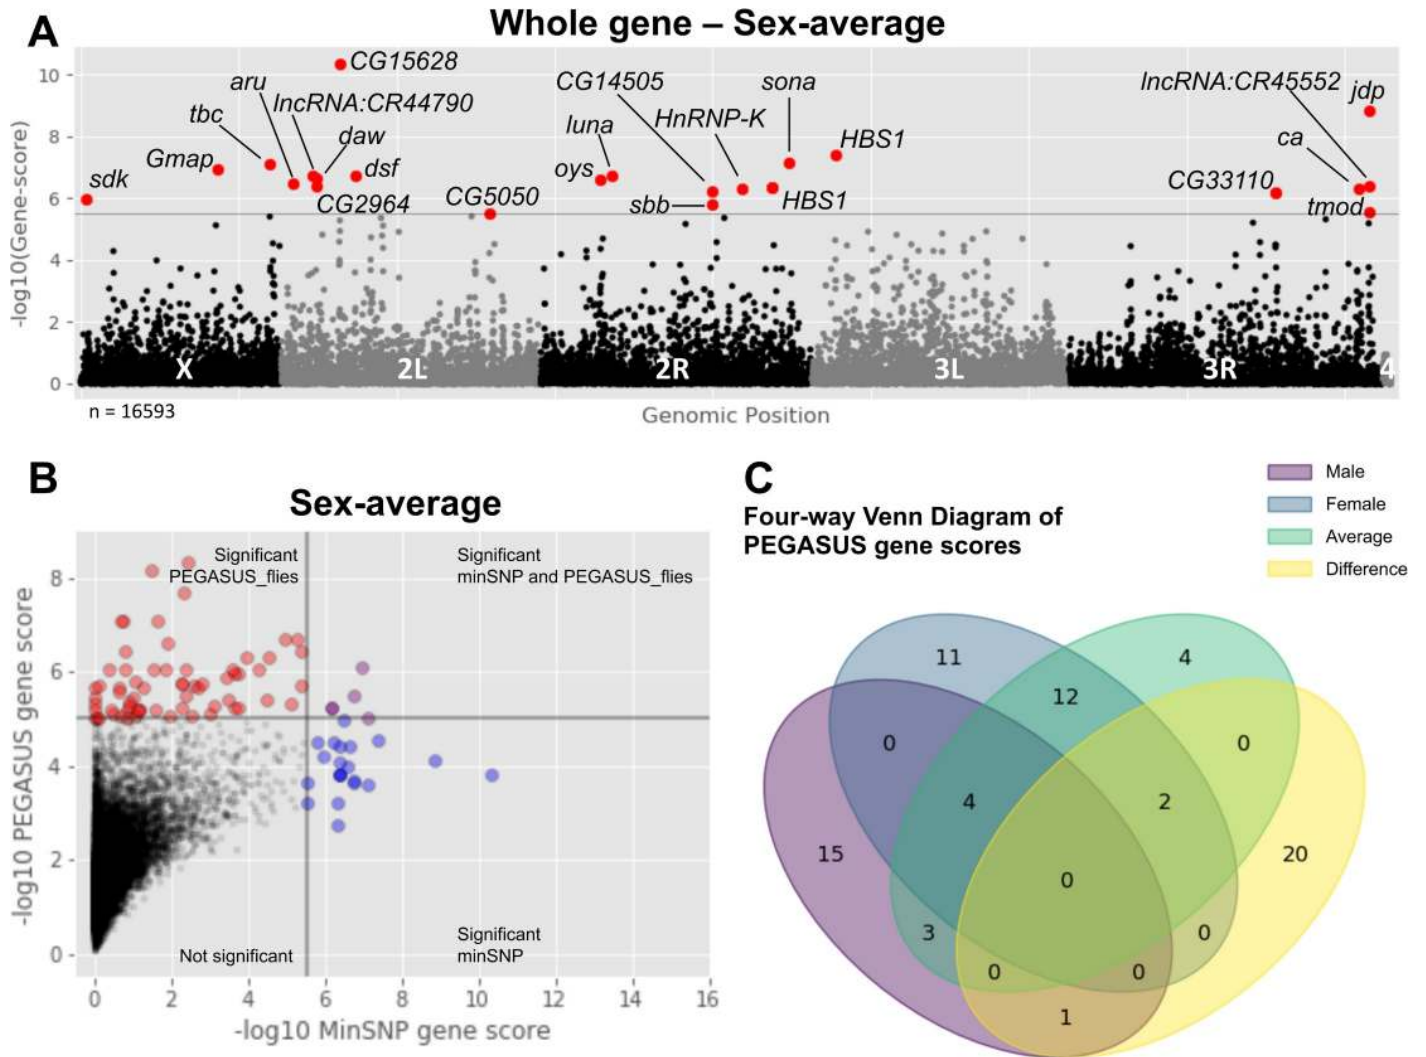 A
Whole gene – Sex-average
-log10(Gene-score)
10
8
6
4
2
0
sdk
Gmap
tbc
aru
CG15628
lncRNA:CR44790
daw
dsf
CG2964
CG5050
luna
oys
CG14505
sbb
HnRNP-K
sona
HBS1
HBS1
CG33110
lncRNA:CR45552
jdp
ca
tmod
X
2L
2R
3L
3R
4
n = 16593
Genomic Position
B
Sex-average
Significant
PEGASUS_flies
Significant
minSNP and PEGASUS_flies
-log10 PEGASUS gene score
8
6
4
2
0
Not significant
Significant
minSNP
0 2 4 6 8 10 12 14 16
-log10 MinSNP gene score
C
Four-way Venn Diagram of
PEGASUS gene scores
Male
Female
Average
Difference
11
4
12
0
0
4
2
15
20
0
3
0
0
0
1